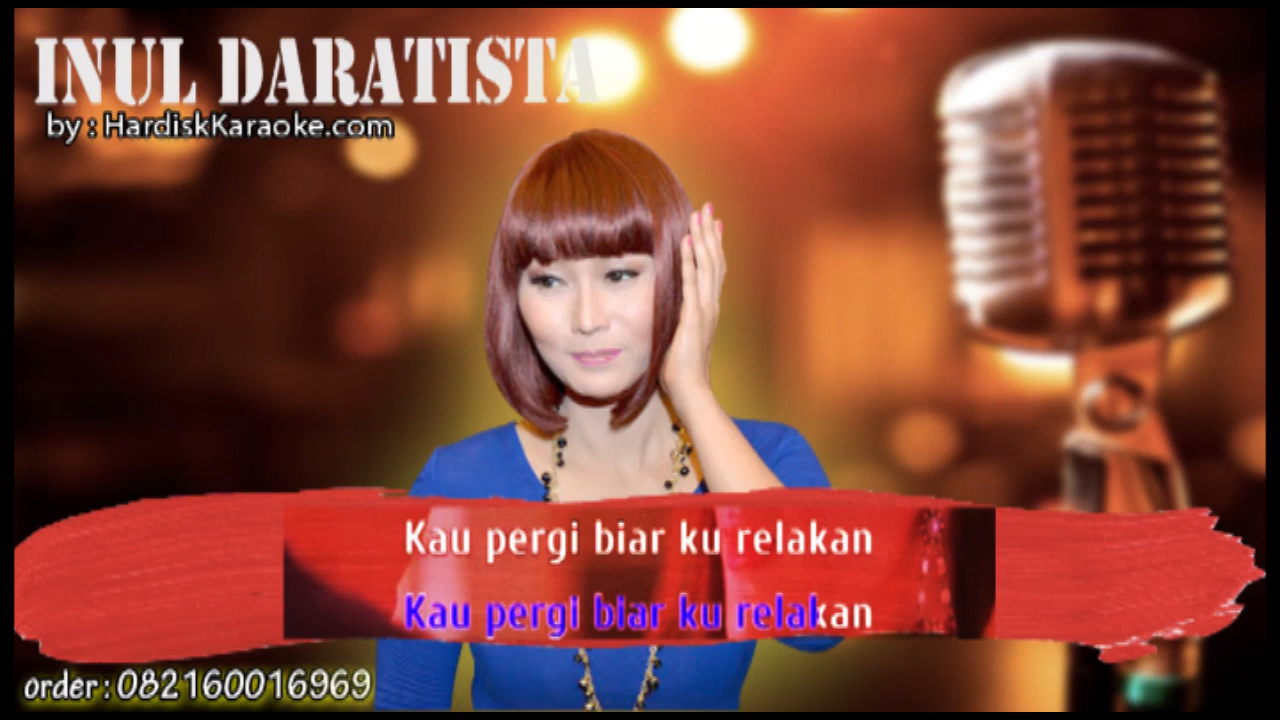 INUL DARATISTA
by : HardiskKaraoke.com
Kau pergi biar ku relakan
Kau pergi biar ku relakan
order : 082160016969